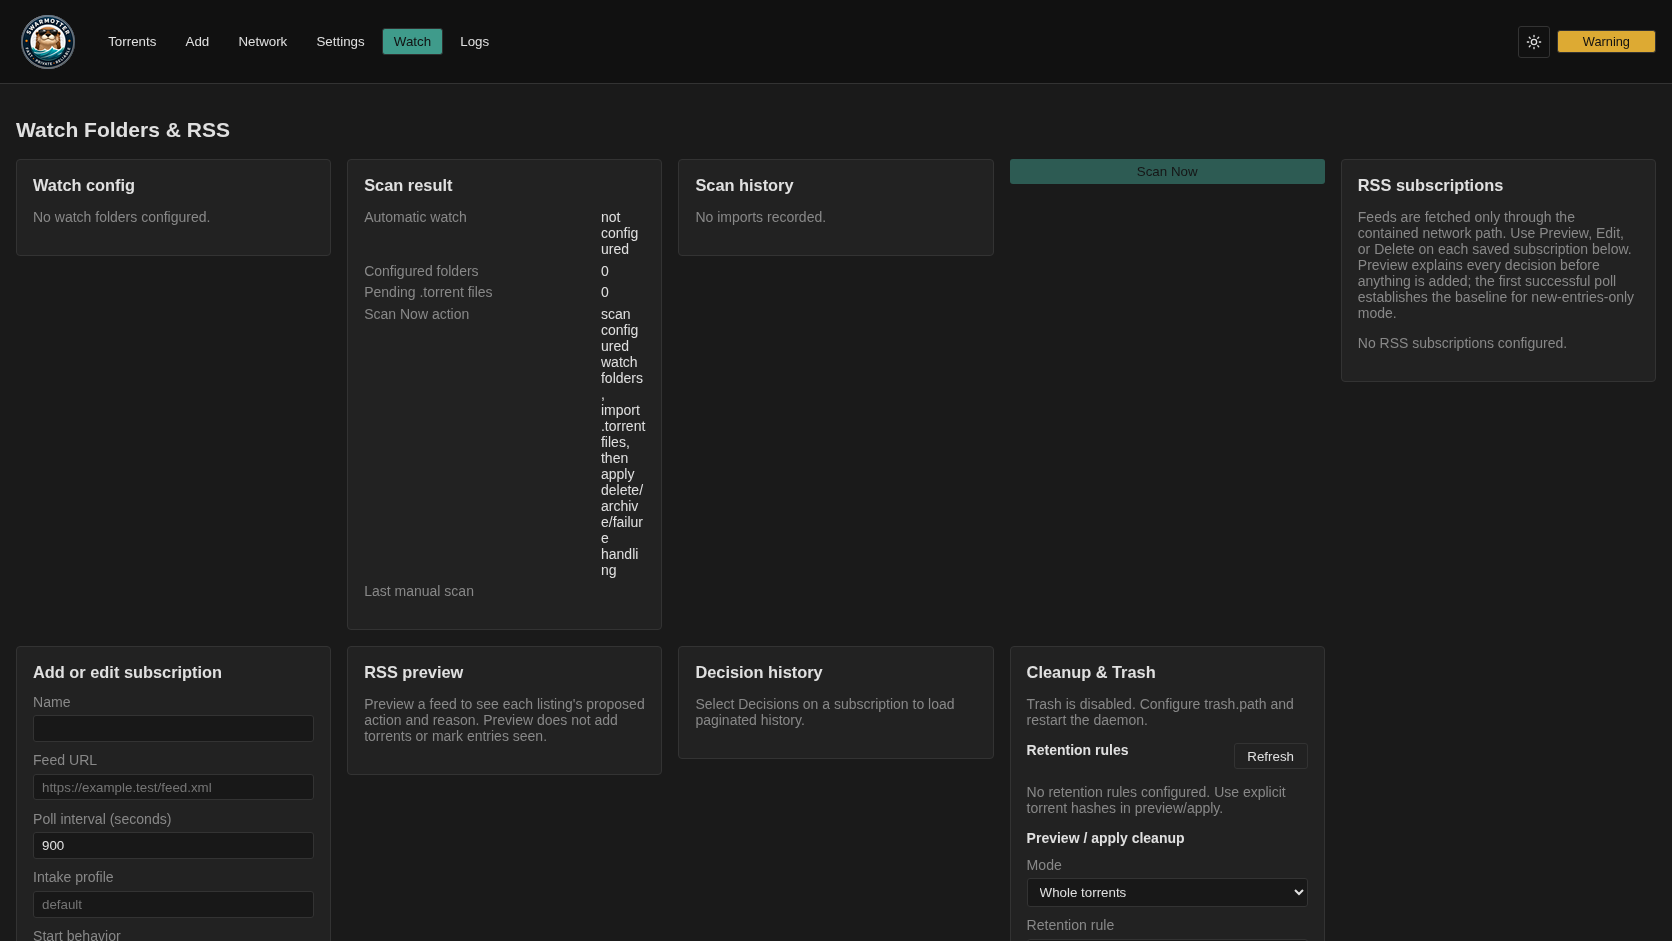 SWARMOTTER
FAST • PRIVATE • RELIABLE
Torrents
Add
Network
Settings
Watch
Logs
Warning
Watch Folders & RSS
Watch config
No watch folders configured.
Scan result
Automatic watch
not
config
ured
Configured folders
0
Pending .torrent files
0
Scan Now action
scan
config
ured
watch
folders
,
import
.torrent
files,
then
apply
delete/
archiv
e/failur
e
handli
ng
Last manual scan
Scan history
No imports recorded.
Scan Now
RSS subscriptions
Feeds are fetched only through the
contained network path. Use Preview, Edit,
or Delete on each saved subscription below.
Preview explains every decision before
anything is added; the first successful poll
establishes the baseline for new-entries-only
mode.
No RSS subscriptions configured.
Add or edit subscription
Name
Feed URL
https://example.test/feed.xml
Poll interval (seconds)
900
Intake profile
default
Start behavior
RSS preview
Preview a feed to see each listing's proposed
action and reason. Preview does not add
torrents or mark entries seen.
Decision history
Select Decisions on a subscription to load
paginated history.
Cleanup & Trash
Trash is disabled. Configure trash.path and
restart the daemon.
Retention rules
Refresh
No retention rules configured. Use explicit
torrent hashes in preview/apply.
Preview / apply cleanup
Mode
Whole torrents
Retention rule